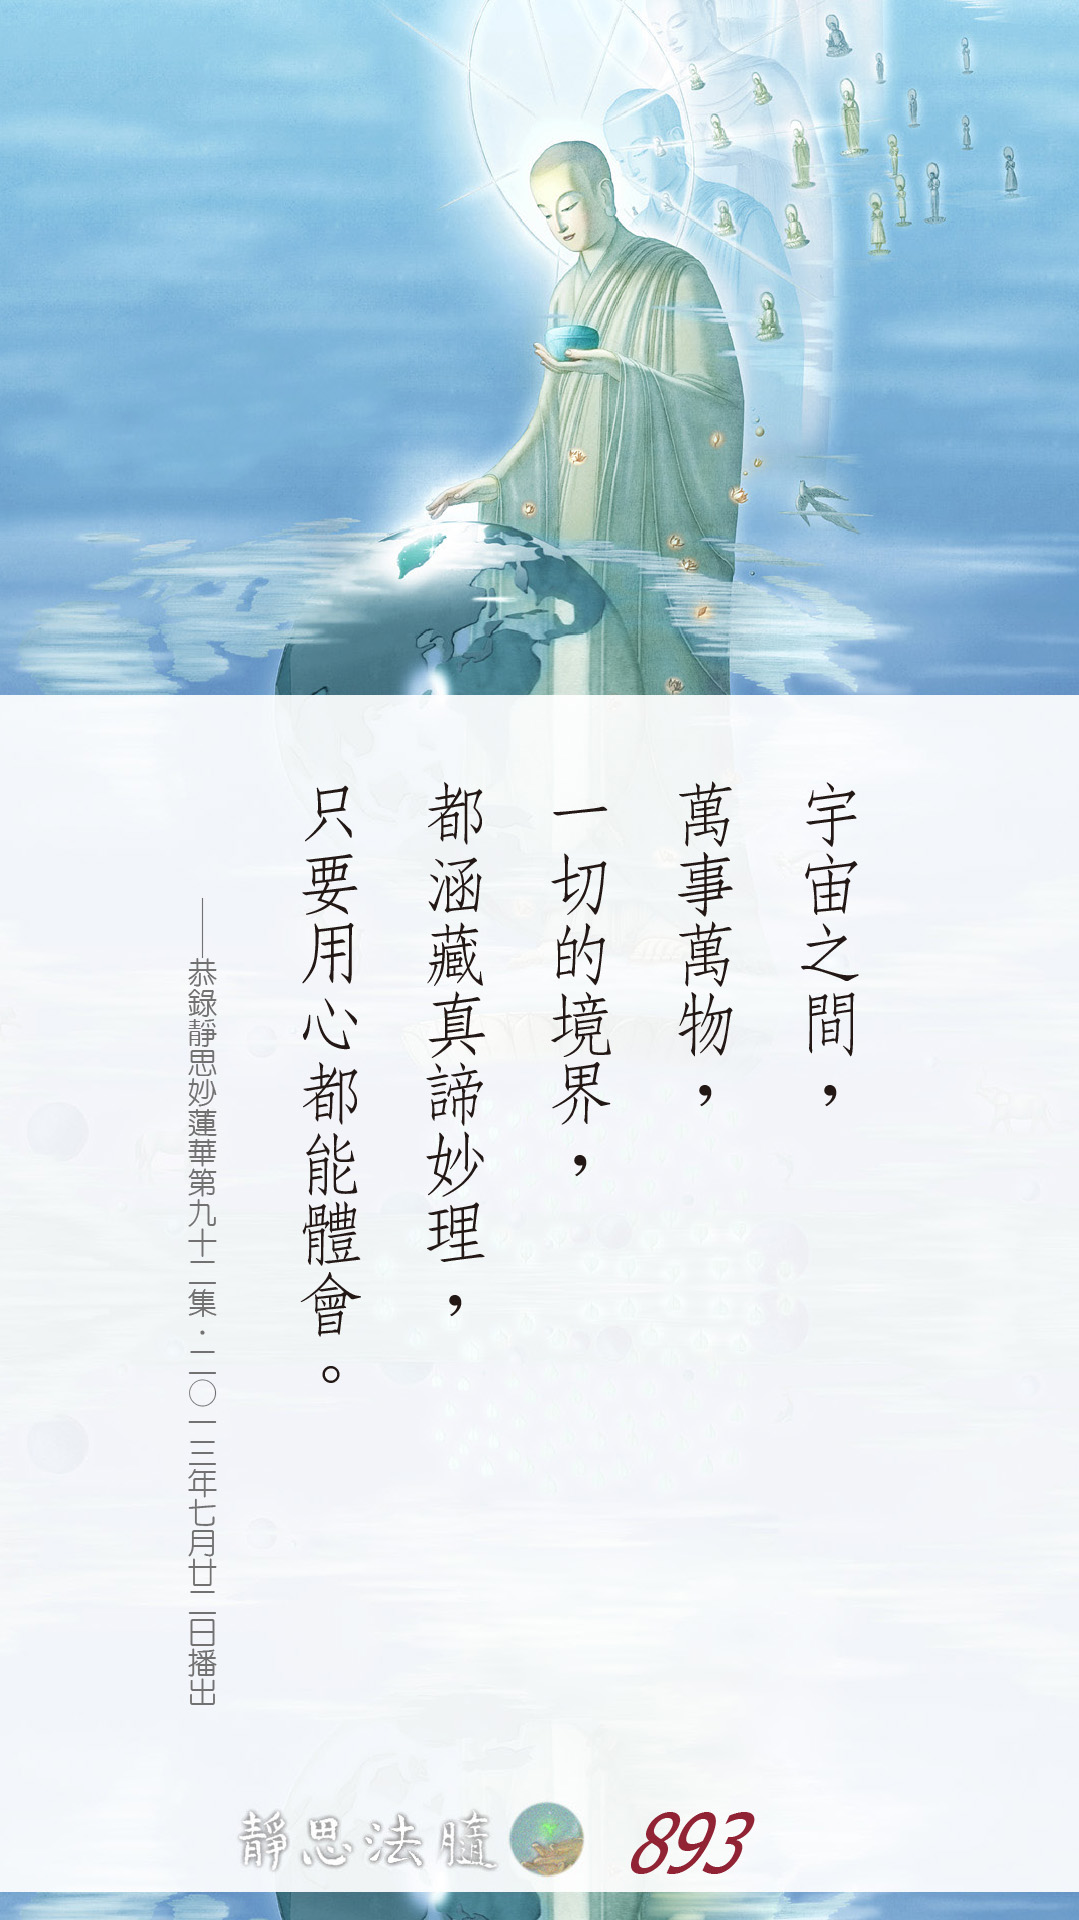 宇宙之間，
萬事萬物，
一切的境界，
都涵藏真諦妙理，
只要用心都能體會。
——恭錄靜思妙蓮華第九十二集．二〇一三年七月廿二日播出
靜思法髓
893